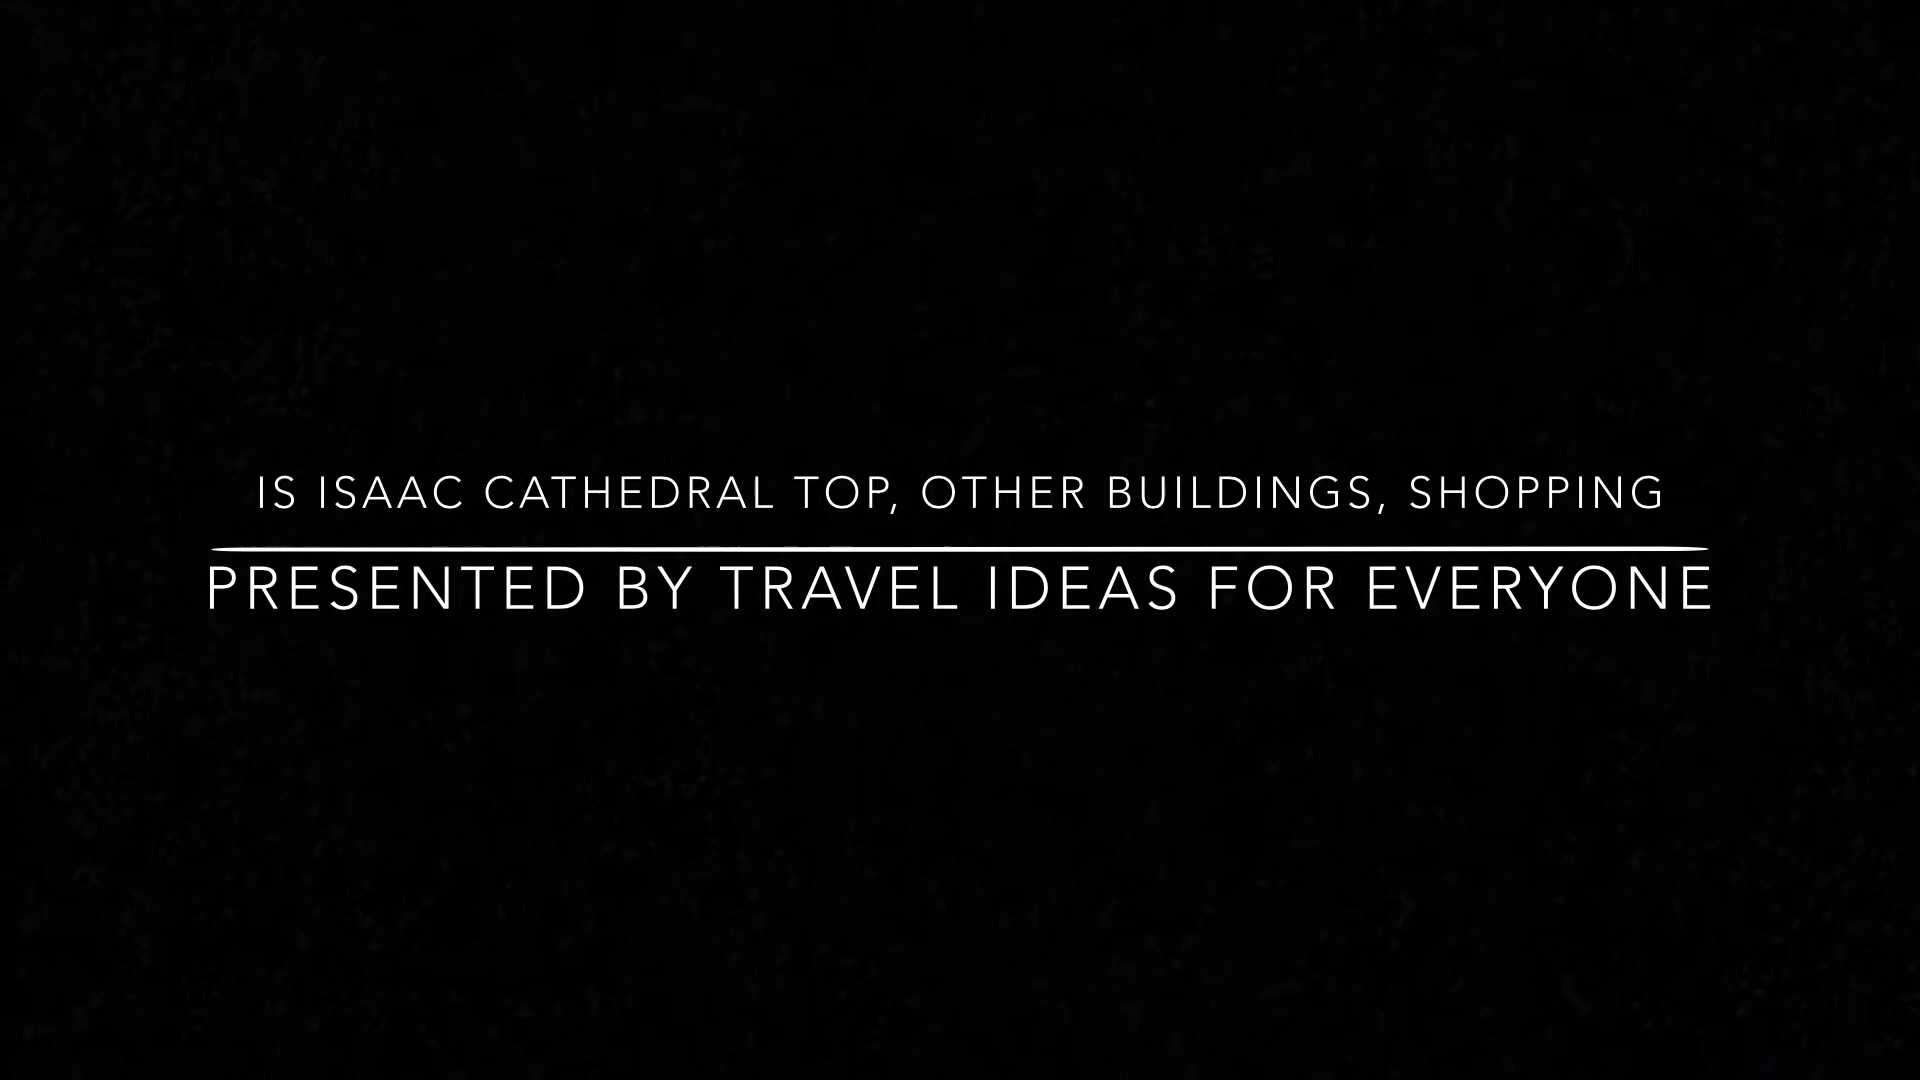 IS ISAAC CATHEDRAL TOP, OTHER BUILDINGS, SHOPPING
PRESENTED BY TRAVEL IDEAS FOR EVERYONE